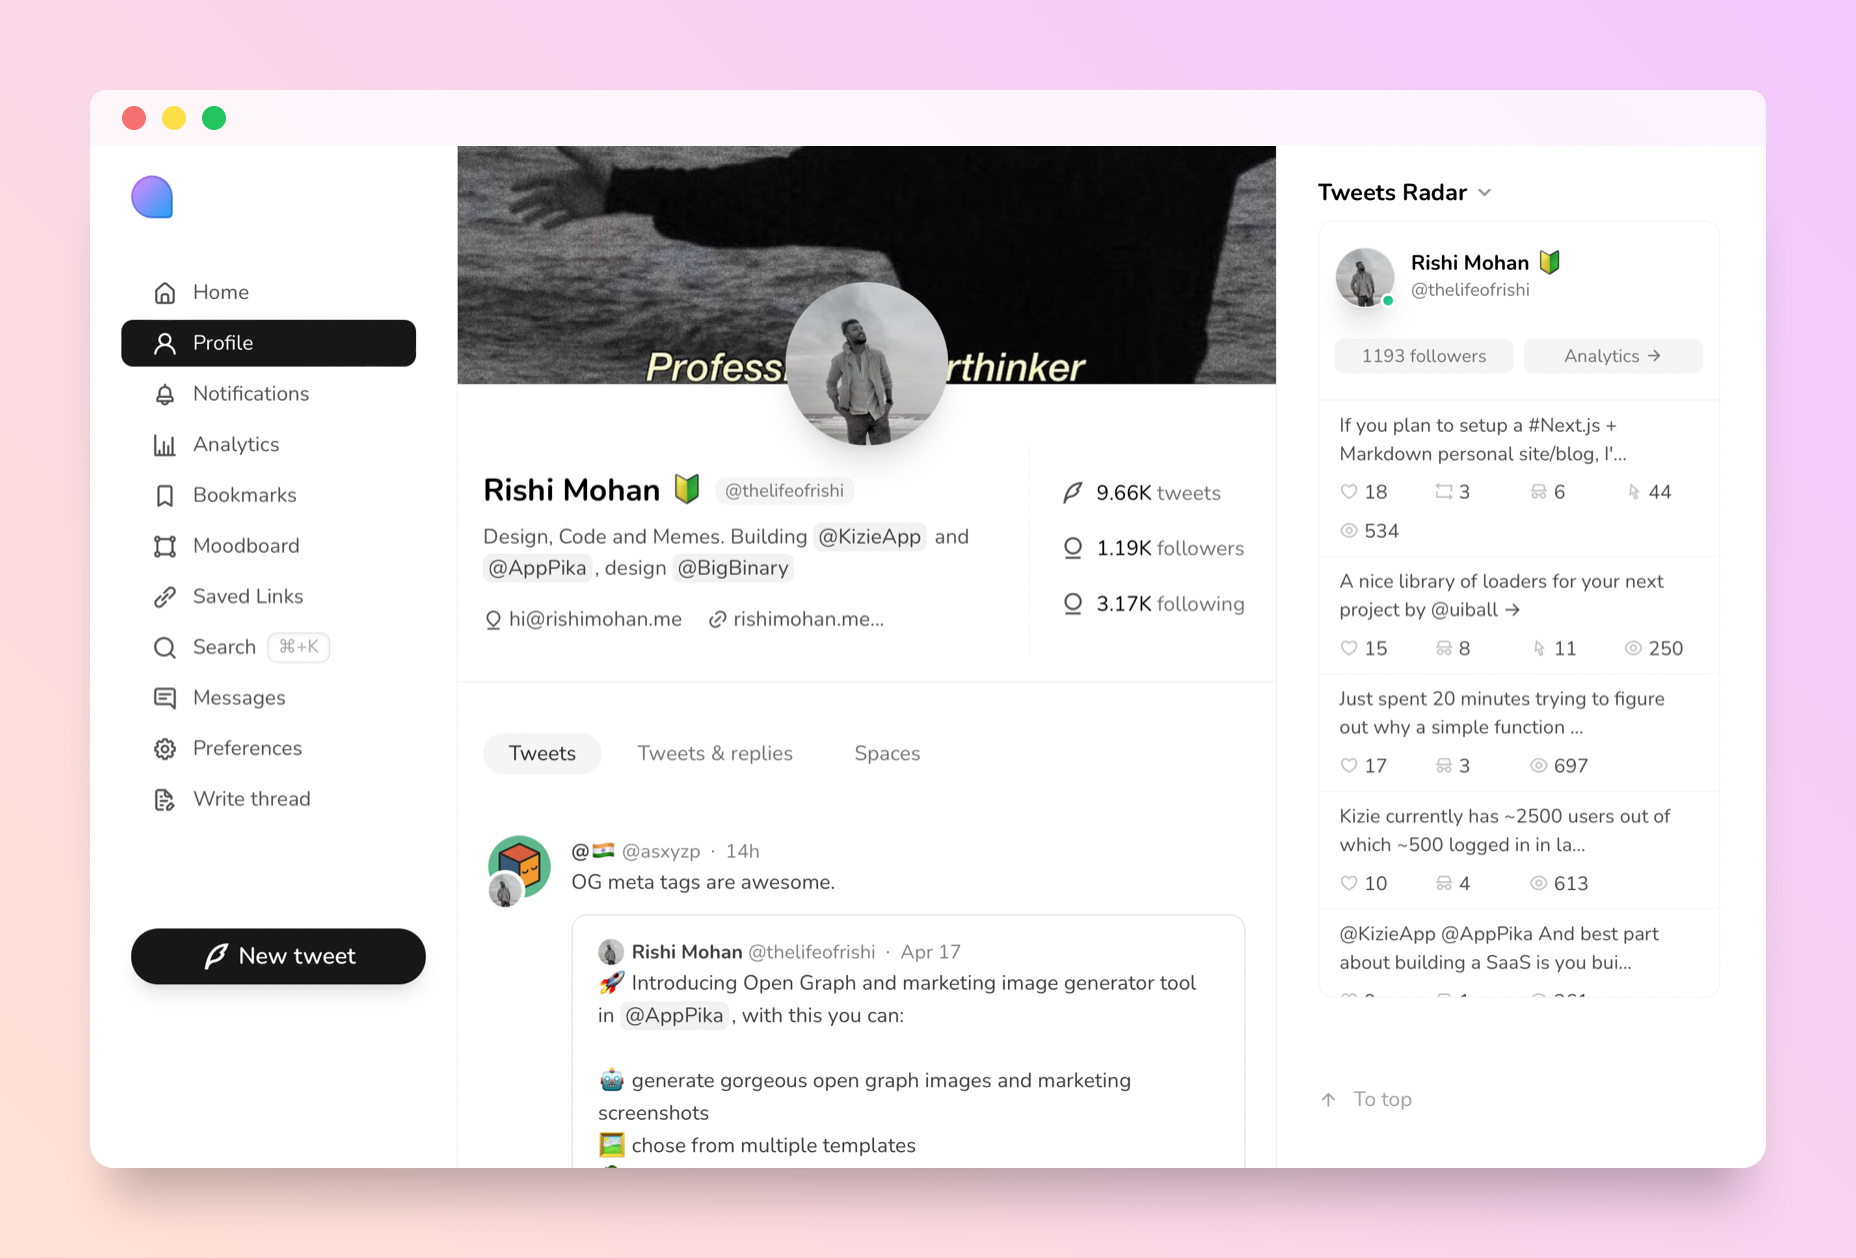 Home
Profile
Notifications
Analytics
Bookmarks
Moodboard
Saved Links
Search ⌘+K
Messages
Preferences
Write thread
New tweet
Profess rthinker
Rishi Mohan 🔰 @thelifeofrishi
Design, Code and Memes. Building @KizieApp and
@AppPika , design @BigBinary
hi@rishimohan.me rishimohan.me...
9.66K tweets
1.19K followers
3.17K following
Tweets Tweets & replies Spaces
@🇮🇳 @asxyzp · 14h
OG meta tags are awesome.
Rishi Mohan @thelifeofrishi · Apr 17
🚀 Introducing Open Graph and marketing image generator tool
in @AppPika , with this you can:
🤖 generate gorgeous open graph images and marketing
screenshots
🖼️ chose from multiple templates
Tweets Radar
Rishi Mohan 🔰
@thelifeofrishi
1193 followers Analytics →
If you plan to setup a #Next.js +
Markdown personal site/blog, I'...
18 3 6 44
534
A nice library of loaders for your next
project by @uiball →
15 8 11 250
Just spent 20 minutes trying to figure
out why a simple function ...
17 3 697
Kizie currently has ~2500 users out of
which ~500 logged in in la...
10 4 613
@KizieApp @AppPika And best part
about building a SaaS is you bui...
↑ To top